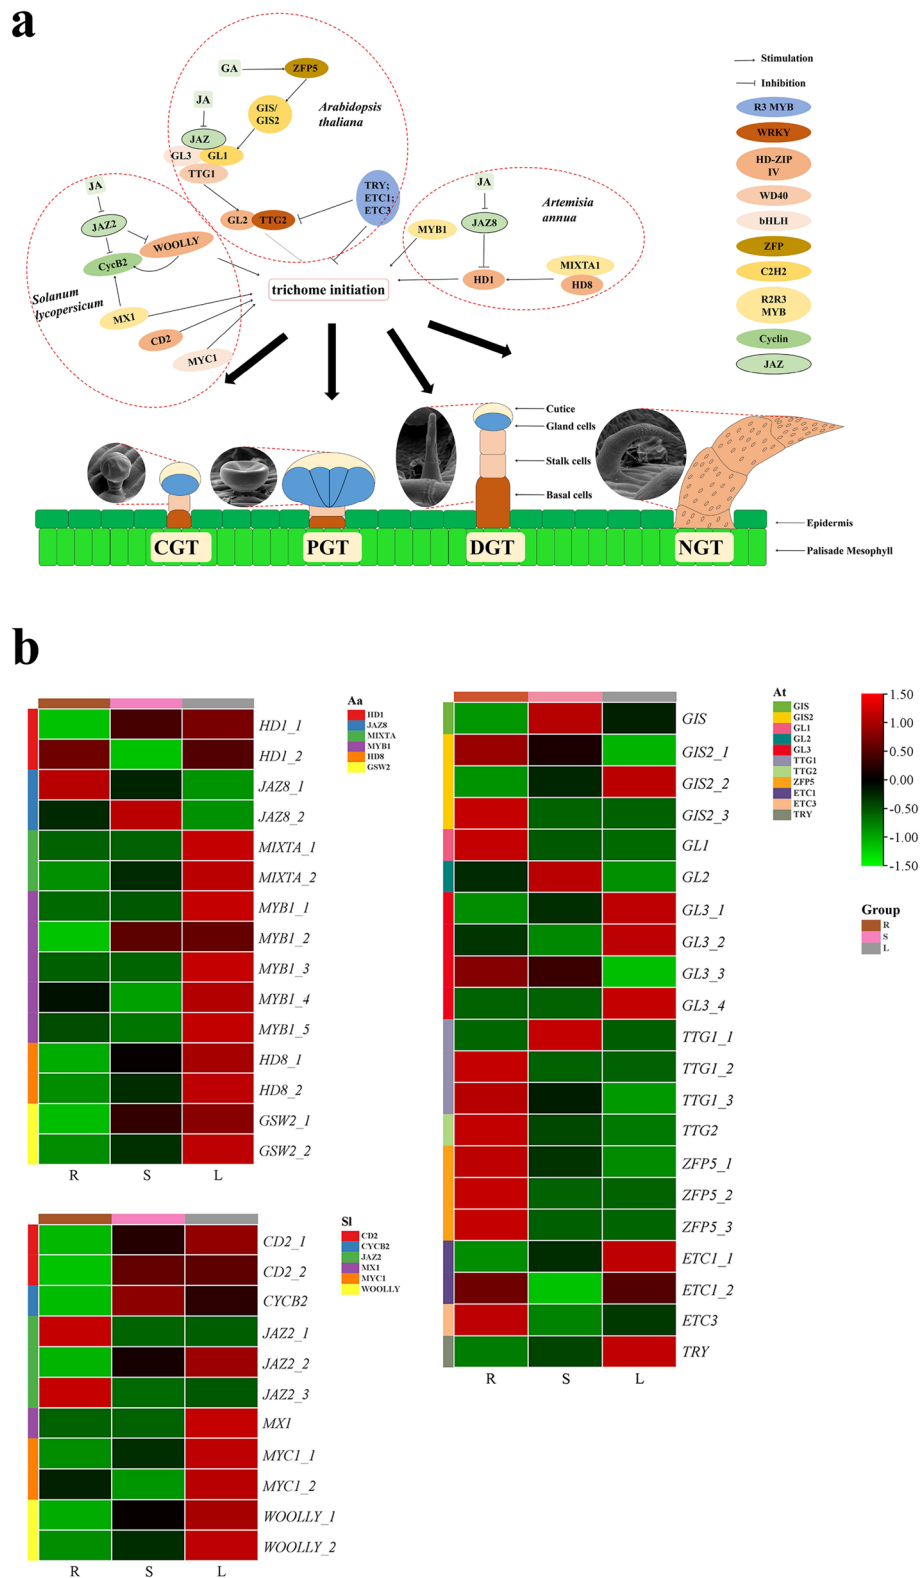 a
GA
ZFP5
JA
GIS/
GIS2
Arabidopsis
thaliana
JAZ
GL3
GL1
TTG1
TRY;
ETC1;
ETC3
GL2
TTG2
JA
JAZ2
WOOLLY
CycB2
Solanum
lycopersicum
MX1
CD2
MYC1
JA
Artemisia
annua
MYB1
JAZ8
MIXTA1
HD1
HD8
trichome initiation
Stimulation
Inhibition
R3 MYB
WRKY
HD-ZIP
IV
WD40
bHLH
ZFP
C2H2
R2R3
MYB
Cyclin
JAZ
Cutice
Gland cells
Stalk cells
Basal cells
Epidermis
Palisade Mesophyll
CGT
PGT
DGT
NGT
b
HD1_1
HD1_2
JAZ8_1
JAZ8_2
MIXTA_1
MIXTA_2
MYB1_1
MYB1_2
MYB1_3
MYB1_4
MYB1_5
HD8_1
HD8_2
GSW2_1
GSW2_2
R S L
Aa
HD1
JAZ8
MIXTA
MYB1
HD8
GSW2
CD2_1
CD2_2
CYCB2
JAZ2_1
JAZ2_2
JAZ2_3
MX1
MYC1_1
MYC1_2
WOOLLY_1
WOOLLY_2
R S L
Sl
CD2
CYCB2
JAZ2
MX1
MYC1
WOOLLY
GIS
GIS2_1
GIS2_2
GIS2_3
GL1
GL2
GL3_1
GL3_2
GL3_3
GL3_4
TTG1_1
TTG1_2
TTG1_3
TTG2
ZFP5_1
ZFP5_2
ZFP5_3
ETC1_1
ETC1_2
ETC3
TRY
R S L
At
GIS
GIS2
GL1
GL2
GL3
TTG1
TTG2
ZFP5
ETC1
ETC3
TRY
1.50
1.00
0.50
0
-0.50
-1.00
-1.50
Group
R
S
L